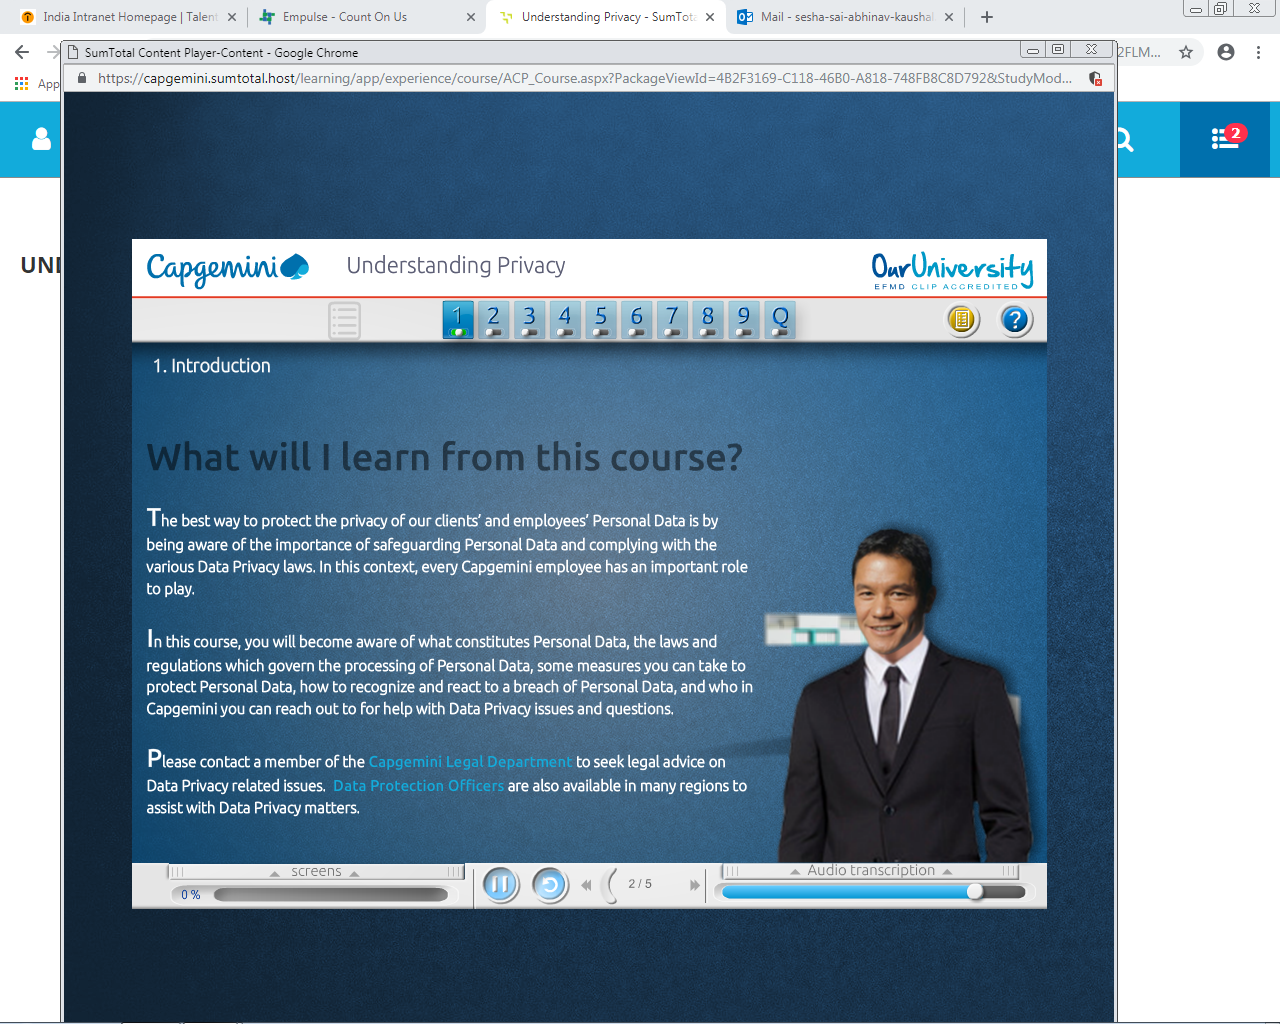 India Intranet Homepage | Talent
Empulse - Count On Us
Understanding Privacy - SumTota
Mail - sesha-sai-abhinav-kaushal
SumTotal Content Player-Content - Google Chrome
2FLM...
https://capgemini.sumtotal.host/learning/app/experience/course/ACP_Course.aspx?PackageViewId=4B2F3169-C118-46B0-A818-748FB8C8D792&StudyMod...
App
2
UND
Capgemini
Understanding Privacy
OurUniversity
EFMD CLIP ACCREDITED
1 2 3 4 5 6 7 8 9 Q
?
1. Introduction
What will I learn from this course?
The best way to protect the privacy of our clients’ and employees’ Personal Data is by
being aware of the importance of safeguarding Personal Data and complying with the
various Data Privacy laws. In this context, every Capgemini employee has an important role
to play.
In this course, you will become aware of what constitutes Personal Data, the laws and
regulations which govern the processing of Personal Data, some measures you can take to
protect Personal Data, how to recognize and react to a breach of Personal Data, and who in
Capgemini you can reach out to for help with Data Privacy issues and questions.
Please contact a member of the Capgemini Legal Department to seek legal advice on
Data Privacy related issues. Data Protection Officers are also available in many regions to
assist with Data Privacy matters.
screens
0 %
2 / 5
Audio transcription